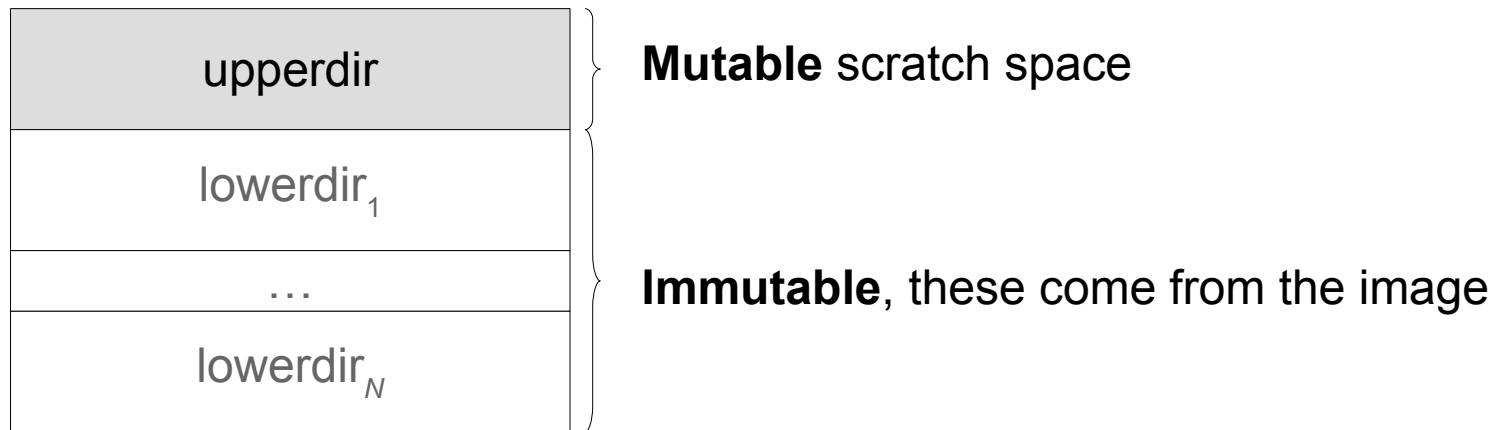 upperdir
Mutable scratch space
lowerdir1
…
Immutable, these come from the image
lowerdirN